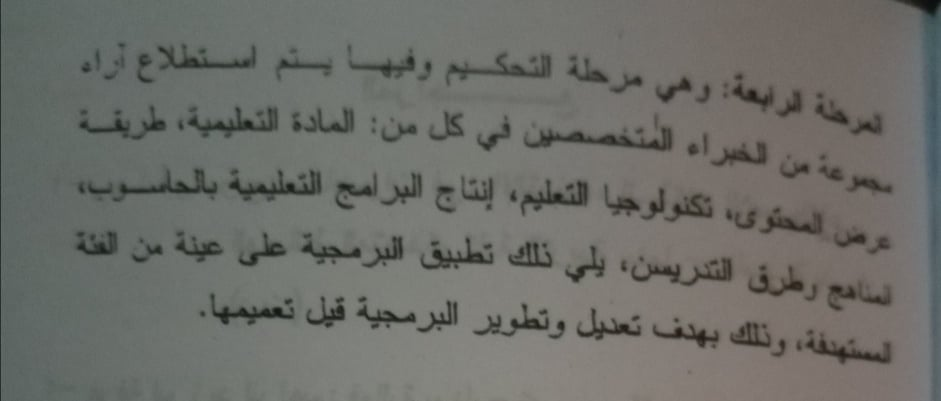 المرحلة الرابعة: وهي مرحلة التحكيم وفيها يتم استطلاع آراء
مجموعة من الخبراء المتخصصين في كل من: المادة التعليمية، طريقة
عرض المحتوى، تكنولوجيا التعليم، إنتاج البرامج التعليمية بالحاسوب،
المناهج وطرق التدريسن، يلي ذلك تطبيق البرمجية على عينة من الفئة
المستهدفة، وذلك بهدف تعديل وتطوير البرمجية قبل تعميمها.